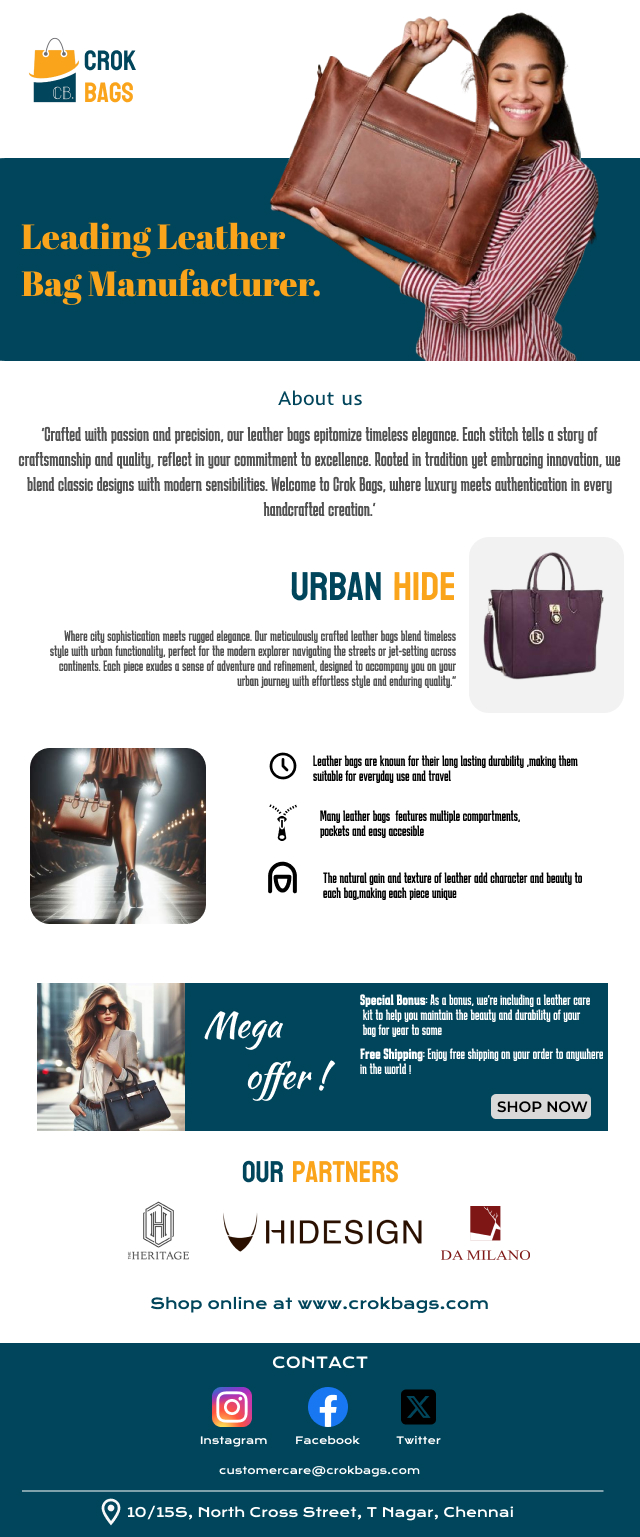 CROK
BAGS
CB.
Leading Leather
Bag Manufacturer.
About us
'Crafted with passion and precision, our leather bags epitomize timeless elegance. Each stitch tells a story of
craftsmanship and quality, reflect in your commitment to excellence. Rooted in tradition yet embracing innovation, we
blend classic designs with modern sensibilities. Welcome to Crok Bags, where luxury meets authentication in every
handcrafted creation.'
URBAN HIDE
Where city sophistication meets rugged elegance. Our meticulously crafted leather bags blend timeless
style with urban functionality, perfect for the modern explorer navigating the streets or jet-setting across
continents. Each piece exudes a sense of adventure and refinement, designed to accompany you on your
urban journey with effortless style and enduring quality."
Leather bags are known for their long lasting durability ,making them
suitable for everyday use and travel
Many leather bags features multiple compartments,
pockets and easy accesible
The natural gain and texture of leather add character and beauty to
each bag,making each piece unique
Mega
offer !
Special Bonus: As a bonus, we're including a leather care
kit to help you maintain the beauty and durability of your
bag for year to some
Free Shipping: Enjoy free shipping on your order to anywhere
in the world !
SHOP NOW
OUR PARTNERS
THE HERITAGE
HIDESIGN
DA MILANO
Shop online at www.crokbags.com
CONTACT
Instagram
Facebook
Twitter
customercare@crokbags.com
10/15S, North Cross Street, T Nagar, Chennai